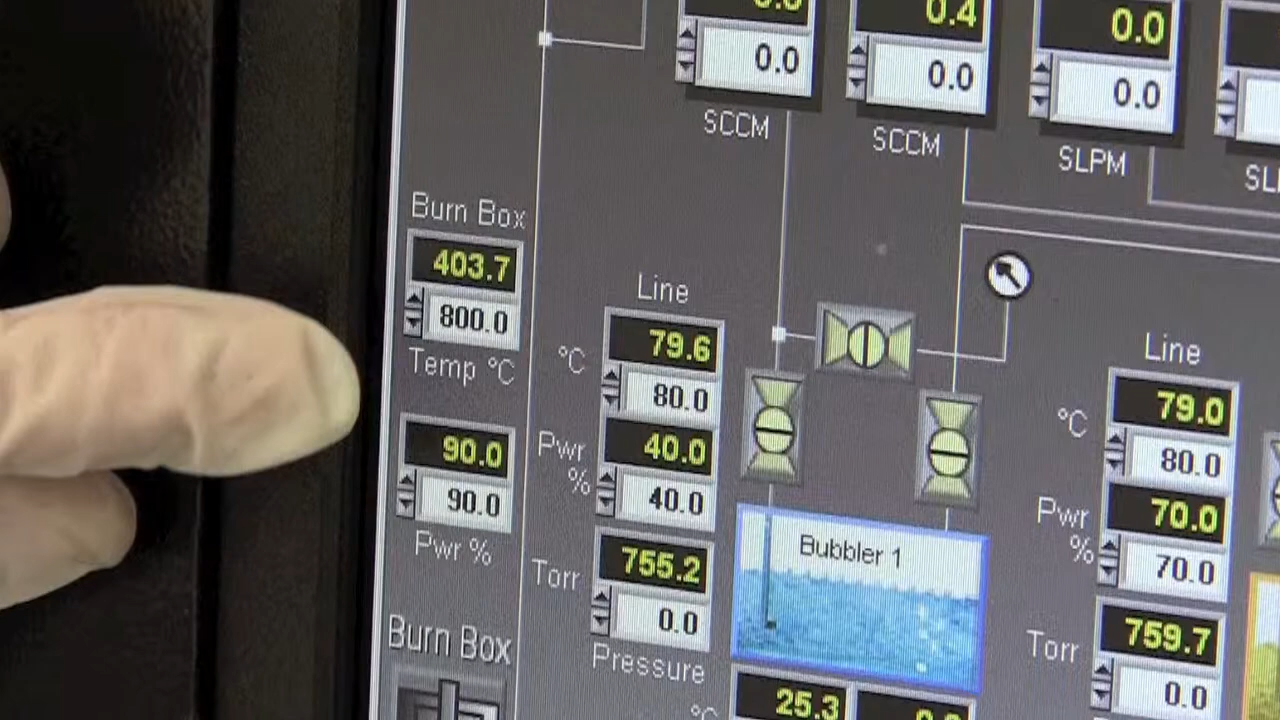 0.4
0.0
0.0
0.0
0.0
SCCM
SCCM
SLPM
Burn Box
403.7
800.0
Temp °C
90.0
90.0
Pwr %
Burn Box
Line
°C
79.6
80.0
Pwr
%
40.0
40.0
Torr
755.2
0.0
Pressure
Bubbler 1
°C
25.3
Line
°C
79.0
80.0
Pwr
%
70.0
70.0
Torr
759.7
0.0